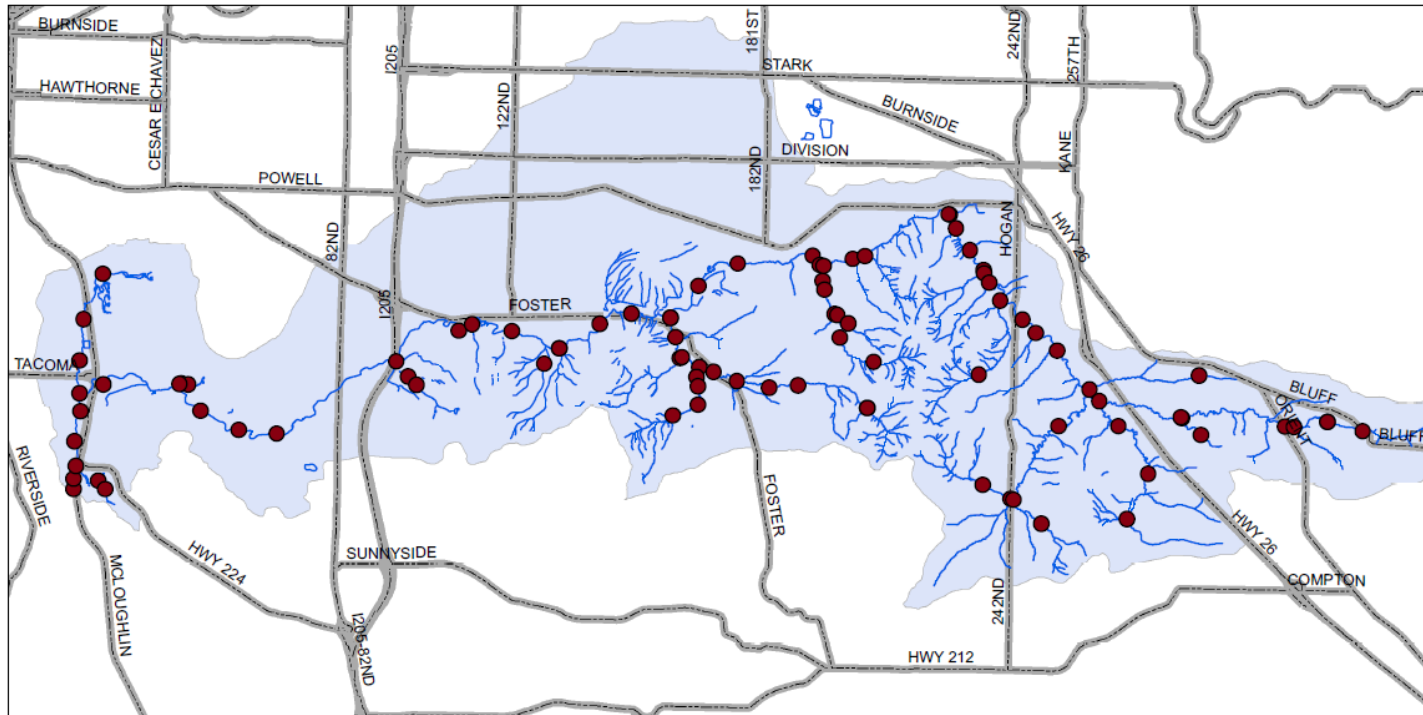 BURNSIDE
CESAR E CHAVEZ
I205
122ND
181ST
242ND
257TH
STARK
HAWTHORNE
BURNSIDE
DIVISION
KANE
182ND
POWELL
82ND
HOGAN
HWY 26
I205
FOSTER
TACOMA
BLUFF
ORIENT
BLUFF
RIVERSIDE
FOSTER
HWY 26
SUNNYSIDE
HWY 224
COMPTON
242ND
MCLOUGHLIN
I205-82ND
HWY 212